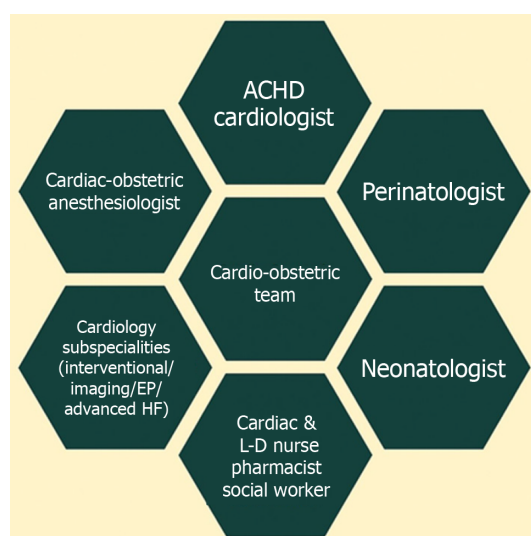 ACHD
cardiologist
Cardiac-obstetric
anesthesiologist
Perinatologist
Cardio-obstetric
team
Cardiology
subspecialities
(interventional/
imaging/EP/
advanced HF)
Neonatologist
Cardiac &
L-D nurse
pharmacist
social worker